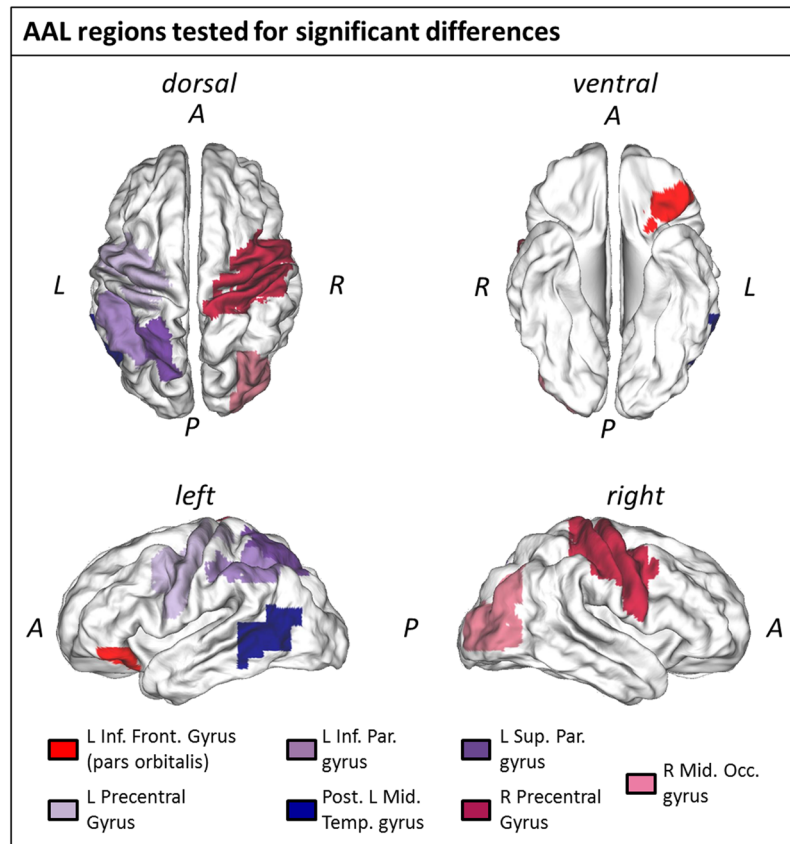 AAL regions tested for significant differences
dorsal
ventral
A
A
L
R
R
L
P
P
left
right
A
P
A
L Inf. Front. Gyrus
(pars orbitalis)
L Inf. Par.
gyrus
L Sup. Par.
gyrus
R Mid. Occ.
gyrus
L Precentral
Gyrus
Post. L Mid.
Temp. gyrus
R Precentral
Gyrus